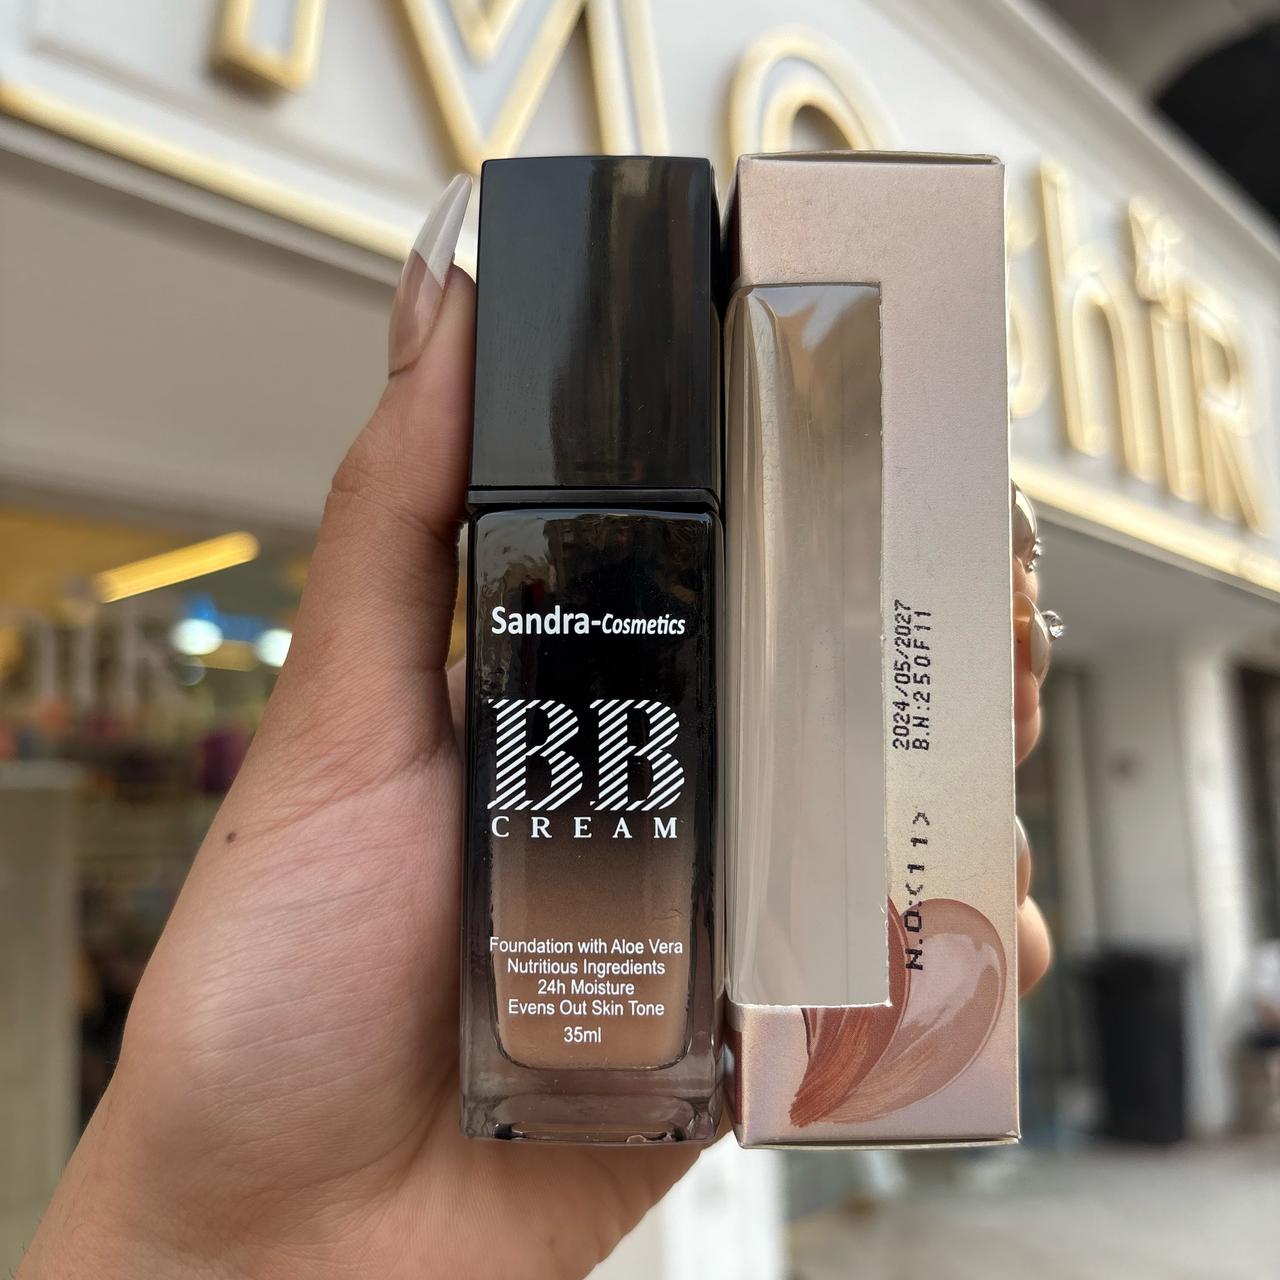 Sandra-Cosmetics
BB
CREAM
Foundation with Aloe Vera
Nutritious Ingredients
24h Moisture
Evens Out Skin Tone
35ml
2024/05/2027
B.N:250F11
N.O:<11>